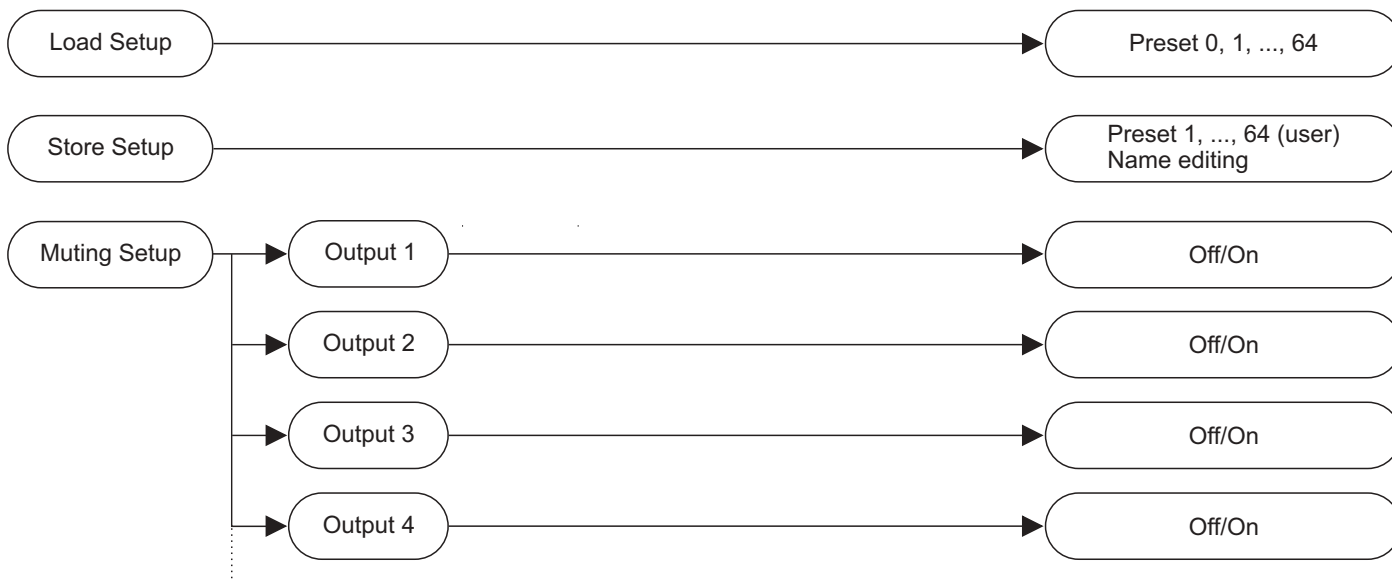 Load Setup
Preset 0, 1, ..., 64
Store Setup
Preset 1, ..., 64 (user)
Name editing
Muting Setup
Output 1
Off/On
Output 2
Off/On
Output 3
Off/On
Output 4
Off/On